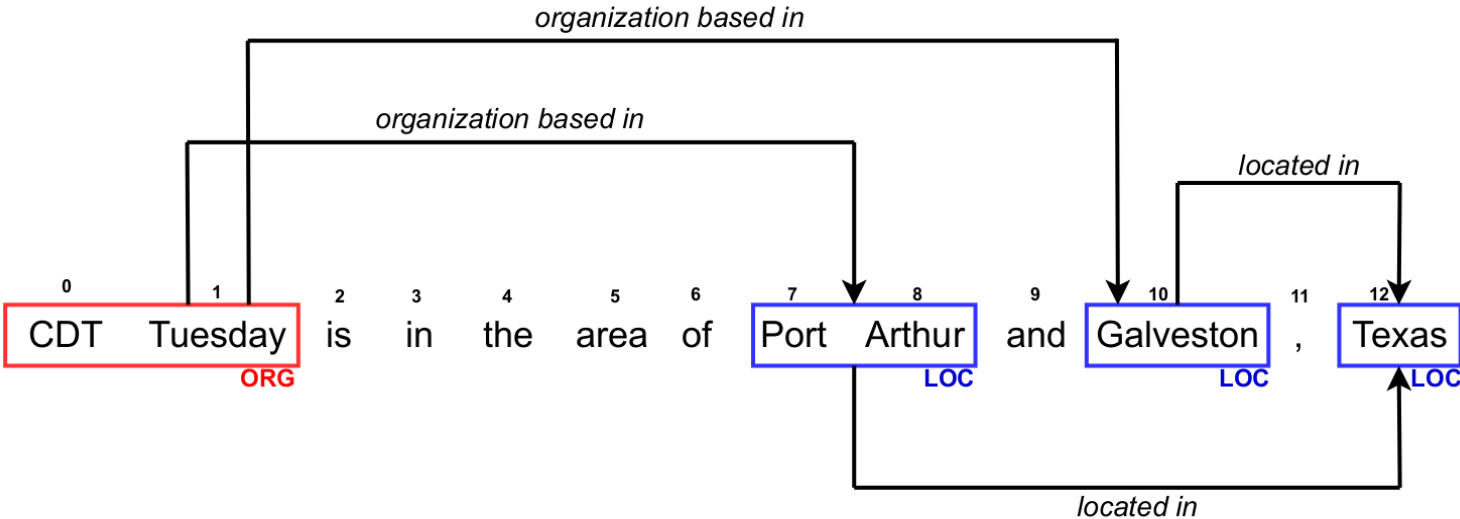 organization based in
organization based in
located in
0 1 2 3 4 5 6 7 8 9 10 11 12
CDT Tuesday is in the area of Port Arthur and Galveston , Texas
ORG LOC LOC LOC
located in